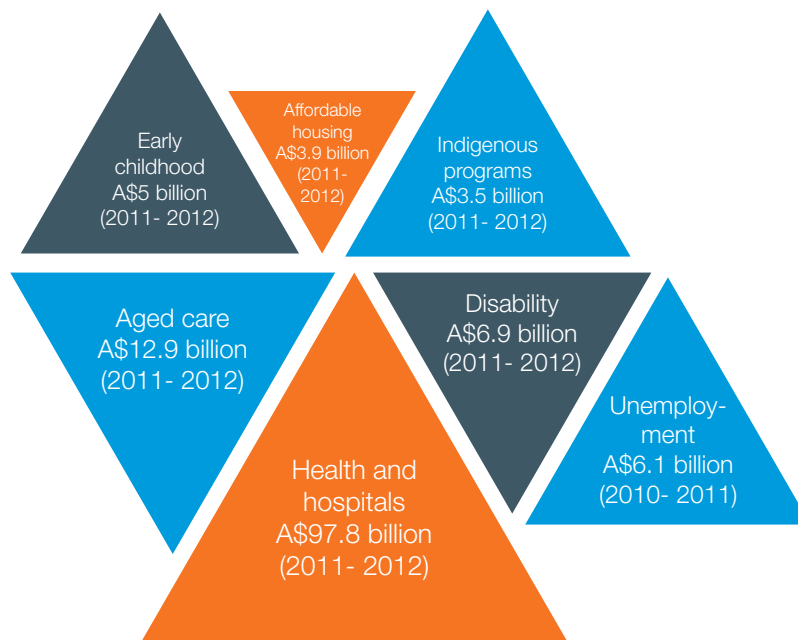 Early
childhood
A$5 billion
(2011- 2012)
Affordable
housing
A$3.9 billion
(2011-
2012)
Indigenous
programs
A$3.5 billion
(2011- 2012)
Aged care
A$12.9 billion
(2011- 2012)
Health and
hospitals
A$97.8 billion
(2011- 2012)
Disability
A$6.9 billion
(2011- 2012)
Unemploy-
ment
A$6.1 billion
(2010- 2011)